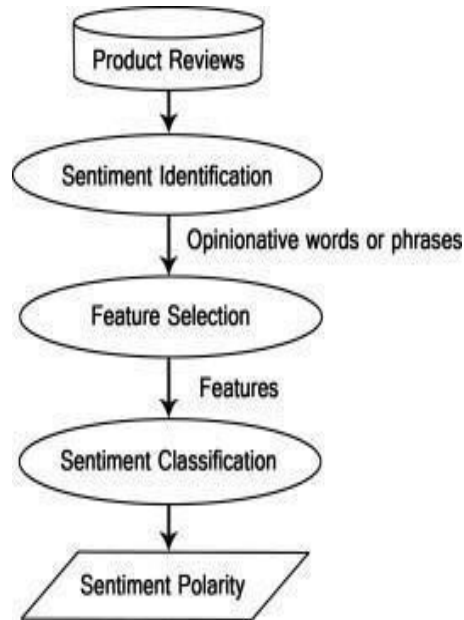 Product Reviews
Sentiment Identification
Opinionative words or phrases
Feature Selection
Features
Sentiment Classification
Sentiment Polarity